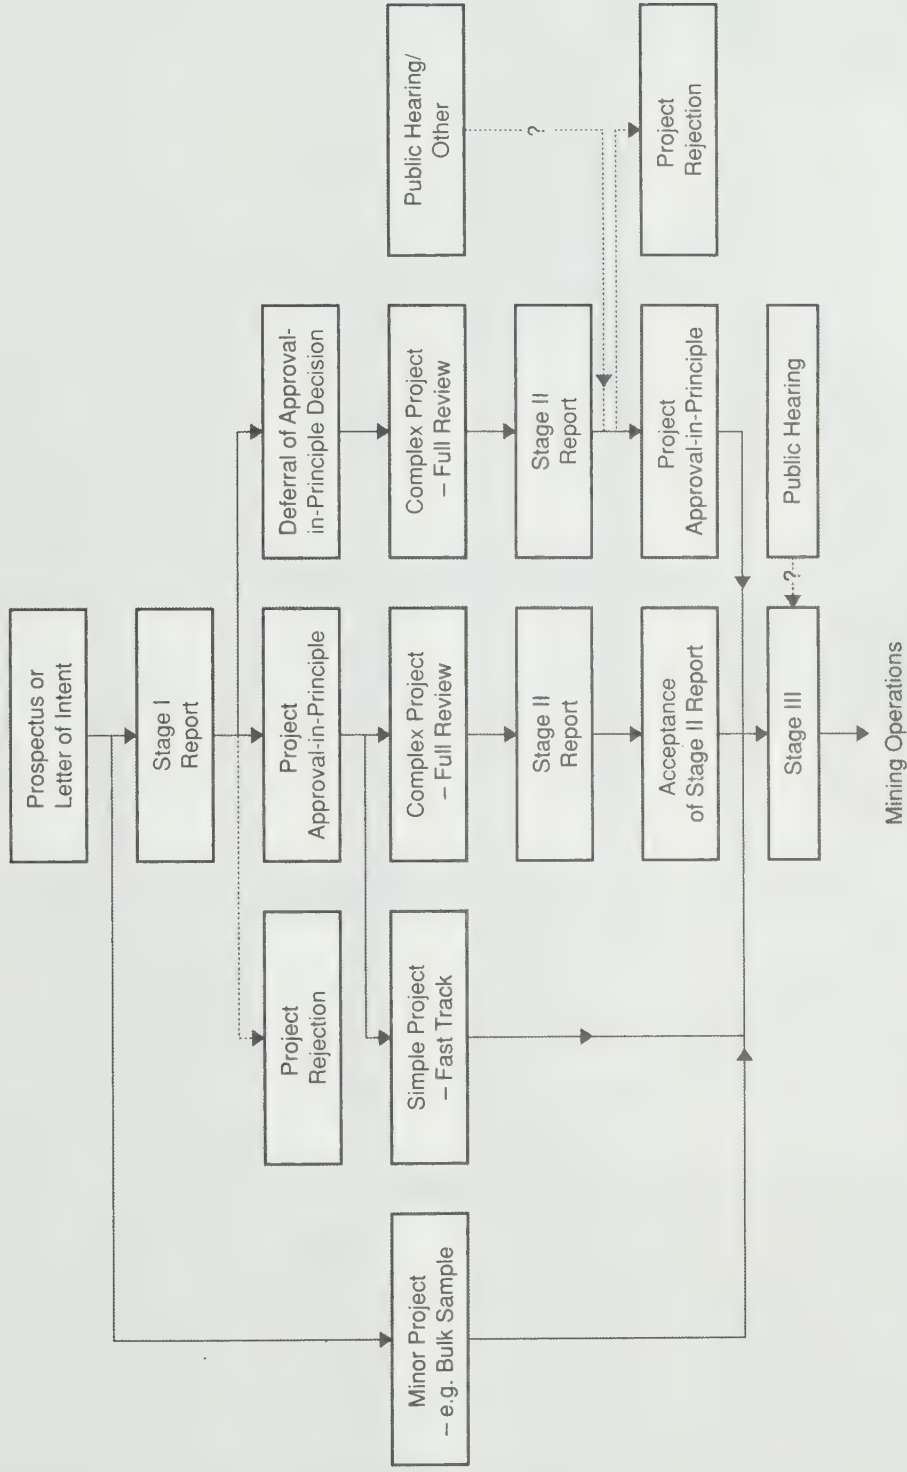 Prospectus or
Letter of Intent
Stage I
Report
Project
Rejection
Project
Approval-in-Principle
Deferral of Approval-
in-Principle Decision
Minor Project
– e.g. Bulk Sample
Simple Project
– Fast Track
Complex Project
– Full Review
Complex Project
– Full Review
Public Hearing/
Other
Stage II
Report
Stage II
Report
?
Acceptance
of Stage II Report
Project
Approval-in-Principle
Project
Rejection
Stage III
?
Public Hearing
Mining Operations